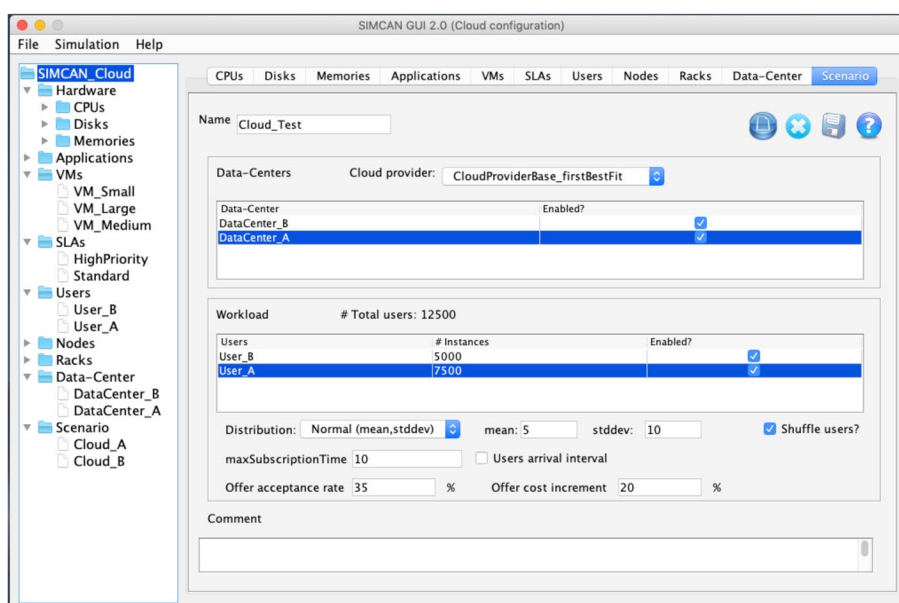 SIMCAN GUI 2.0 (Cloud configuration)
File Simulation Help
SIMCAN_Cloud
Hardware
CPUs
Disks
Memories
Applications
VMs
VM_Small
VM_Large
VM_Medium
SLAs
HighPriority
Standard
Users
User_B
User_A
Nodes
Racks
Data-Center
DataCenter_B
DataCenter_A
Scenario
Cloud_A
Cloud_B
CPUs Disks Memories Applications VMs SLAs Users Nodes Racks Data-Center Scenario
Name Cloud_Test
?
Data-Centers Cloud provider: CloudProviderBase_firstBestFit
Data-Center Enabled?
DataCenter_B
DataCenter_A
Workload # Total users: 12500
Users # Instances Enabled?
User_B 5000
User_A 7500
Distribution: Normal (mean,stddev) mean: 5 stddev: 10 Shuffle users?
maxSubscriptionTime 10 Users arrival interval
Offer acceptance rate 35 % Offer cost increment 20 %
Comment